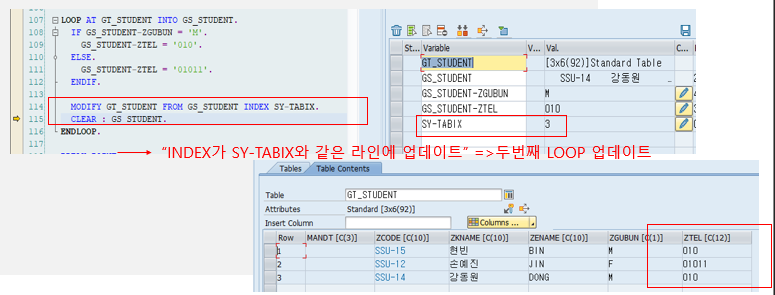 107 LOOP AT GT_STUDENT INTO GS_STUDENT.
108 IF GS_STUDENT-ZGUBUN = 'M'.
109 GS_STUDENT-ZTEL = '010'.
110 ELSE.
111 GS_STUDENT-ZTEL = '01011'.
112 ENDIF.
113
114 MODIFY GT_STUDENT FROM GS_STUDENT INDEX SY-TABIX.
115 CLEAR : GS_STUDENT.
116 ENDLOOP.
St... Variable V... Val. C...
GT_STUDENT [3x6(92)]Standard Table
GS_STUDENT SSU-14 강동원
GS_STUDENT-ZGUBUN M
GS_STUDENT-ZTEL 010
SY-TABIX 3
"INDEX가 SY-TABIX와 같은 라인에 업데이트" =>두번째 LOOP 업데이트
Tables Table Contents
Table GT_STUDENT
Attributes Standard [3x6(92)]
Insert Column Columns ...
Row MANDT [C(3)] ZCODE [C(10)] ZKNAME [C(10)] ZENAME [C(10)] ZGUBUN [C(1)] ZTEL [C(12)]
1 SSU-15 현빈 BIN M 010
2 SSU-12 손예진 JIN F 01011
3 SSU-14 강동원 DONG M 010